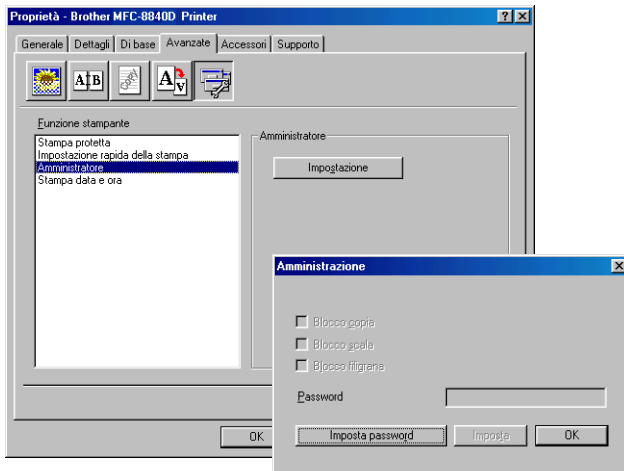 Proprietà - Brother MFC-8840D Printer
Generale Dettagli Di base Avanzate Accessori Supporto
A B
A A
Funzione stampante
Stampa protetta
Impostazione rapida della stampa
Amministratore
Stampa data e ora
Amministratore
Impostazione
Amministrazione
Blocco copia
Blocco scala
Blocco filigrana
Password
Imposta password Imposta OK
OK